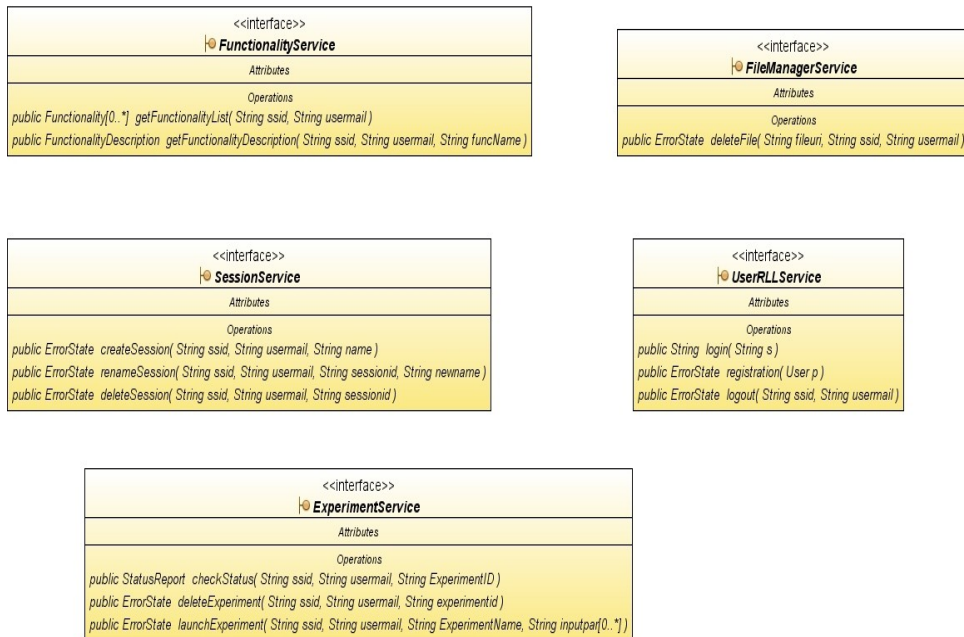 <<interface>>
FunctionalityService
Attributes
Operations
public Functionality[0..*] getFunctionalityList( String ssid, String usermail )
public FunctionalityDescription getFunctionalityDescription( String ssid, String usermail, String funcName )
<<interface>>
FileManagerService
Attributes
Operations
public ErrorState deleteFile( String fileuri, String ssid, String usermail )
<<interface>>
SessionService
Attributes
Operations
public ErrorState createSession( String ssid, String usermail, String name )
public ErrorState renameSession( String ssid, String usermail, String sessionid, String newname )
public ErrorState deleteSession( String ssid, String usermail, String sessionid )
<<interface>>
UserRLLService
Attributes
Operations
public String login( String s )
public ErrorState registration( User p )
public ErrorState logout( String ssid, String usermail )
<<interface>>
ExperimentService
Attributes
Operations
public StatusReport checkStatus( String ssid, String usermail, String ExperimentID )
public ErrorState deleteExperiment( String ssid, String usermail, String experimentid )
public ErrorState launchExperiment( String ssid, String usermail, String ExperimentName, String inputpar[0..*] )